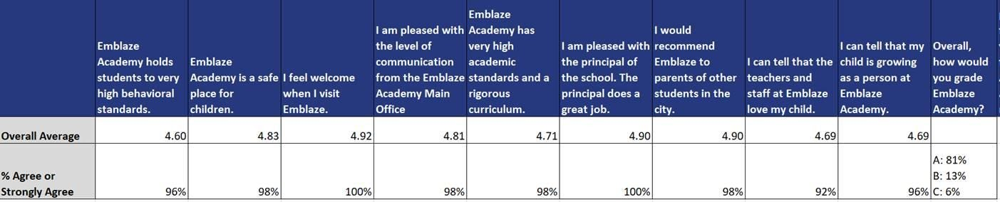 Emblaze
Academy holds
students to very
high behavioral
standards.
Emblaze
Academy is a safe
place for
children.
I feel welcome
when I visit
Emblaze.
I am pleased with
the level of
communication
from the Emblaze
Academy Main
Office
Emblaze
Academy has
very high
academic
standards and a
rigorous
curriculum.
I am pleased with
the principal of
the school. The
principal does a
great job.
I would
recommend
Emblaze to
parents of other
students in the
city.
I can tell that the
teachers and
staff at Emblaze
love my child.
I can tell that my
child is growing
as a person at
Emblaze
Academy.
Overall,
how would
you grade
Emblaze
Academy?
Overall Average
4.60
4.83
4.92
4.81
4.71
4.90
4.90
4.69
4.69
% Agree or
Strongly Agree
96%
98%
100%
98%
98%
100%
98%
92%
96%
A: 81%
B: 13%
C: 6%